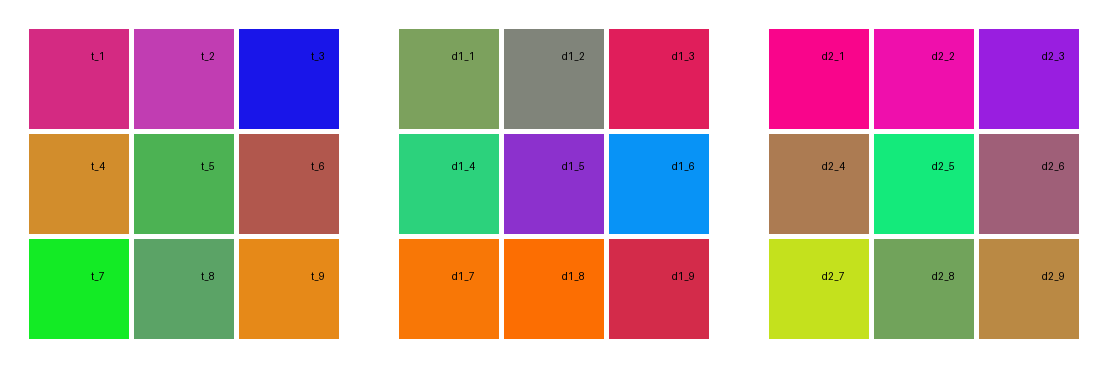 t_1 t_2 t_3 d1_1 d1_2 d1_3 d2_1 d2_2 d2_3
t_4 t_5 t_6 d1_4 d1_5 d1_6 d2_4 d2_5 d2_6
t_7 t_8 t_9 d1_7 d1_8 d1_9 d2_7 d2_8 d2_9